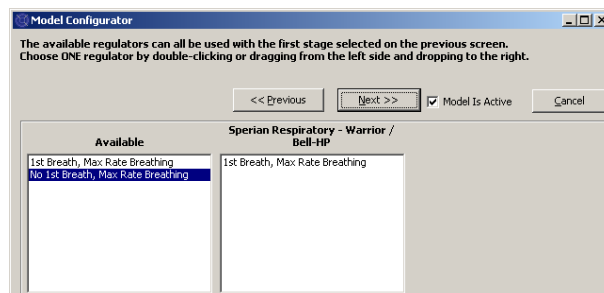 Model Configurator
The available regulators can all be used with the first stage selected on the previous screen.
Choose ONE regulator by double-clicking or dragging from the left side and dropping to the right.
<< Previous
Next >>
Model Is Active
Cancel
Available
Sperian Respiratory - Warrior /
Bell-HP
1st Breath, Max Rate Breathing
No 1st Breath, Max Rate Breathing
1st Breath, Max Rate Breathing